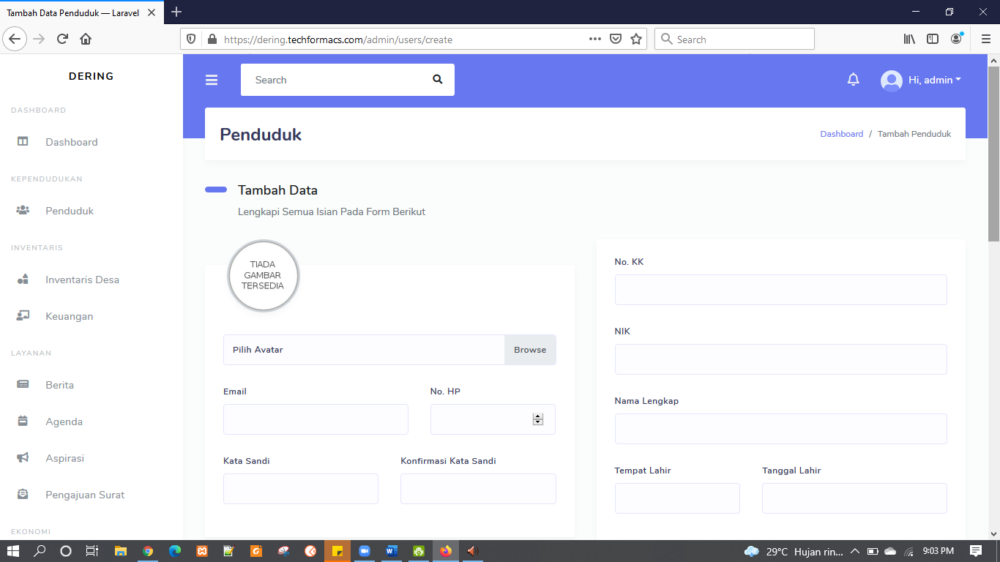 Tambah Data Penduduk — Laravel
https://dering.techformacs.com/admin/users/create
Search
DERING
Search
Hi, admin
DASHBOARD
Dashboard
Penduduk
Dashboard / Tambah Penduduk
KEPENDUDUKAN
Penduduk
Tambah Data
Lengkapi Semua Isian Pada Form Berikut
INVENTARIS
Inventaris Desa
Keuangan
LAYANAN
Berita
Agenda
Aspirasi
Pengajuan Surat
EKONOMI
TIADA
GAMBAR
TERSEDIA
Pilih Avatar
Browse
Email
No. HP
Kata Sandi
Konfirmasi Kata Sandi
No. KK
NIK
Nama Lengkap
Tempat Lahir
Tanggal Lahir
29°C Hujan rin...
9:03 PM